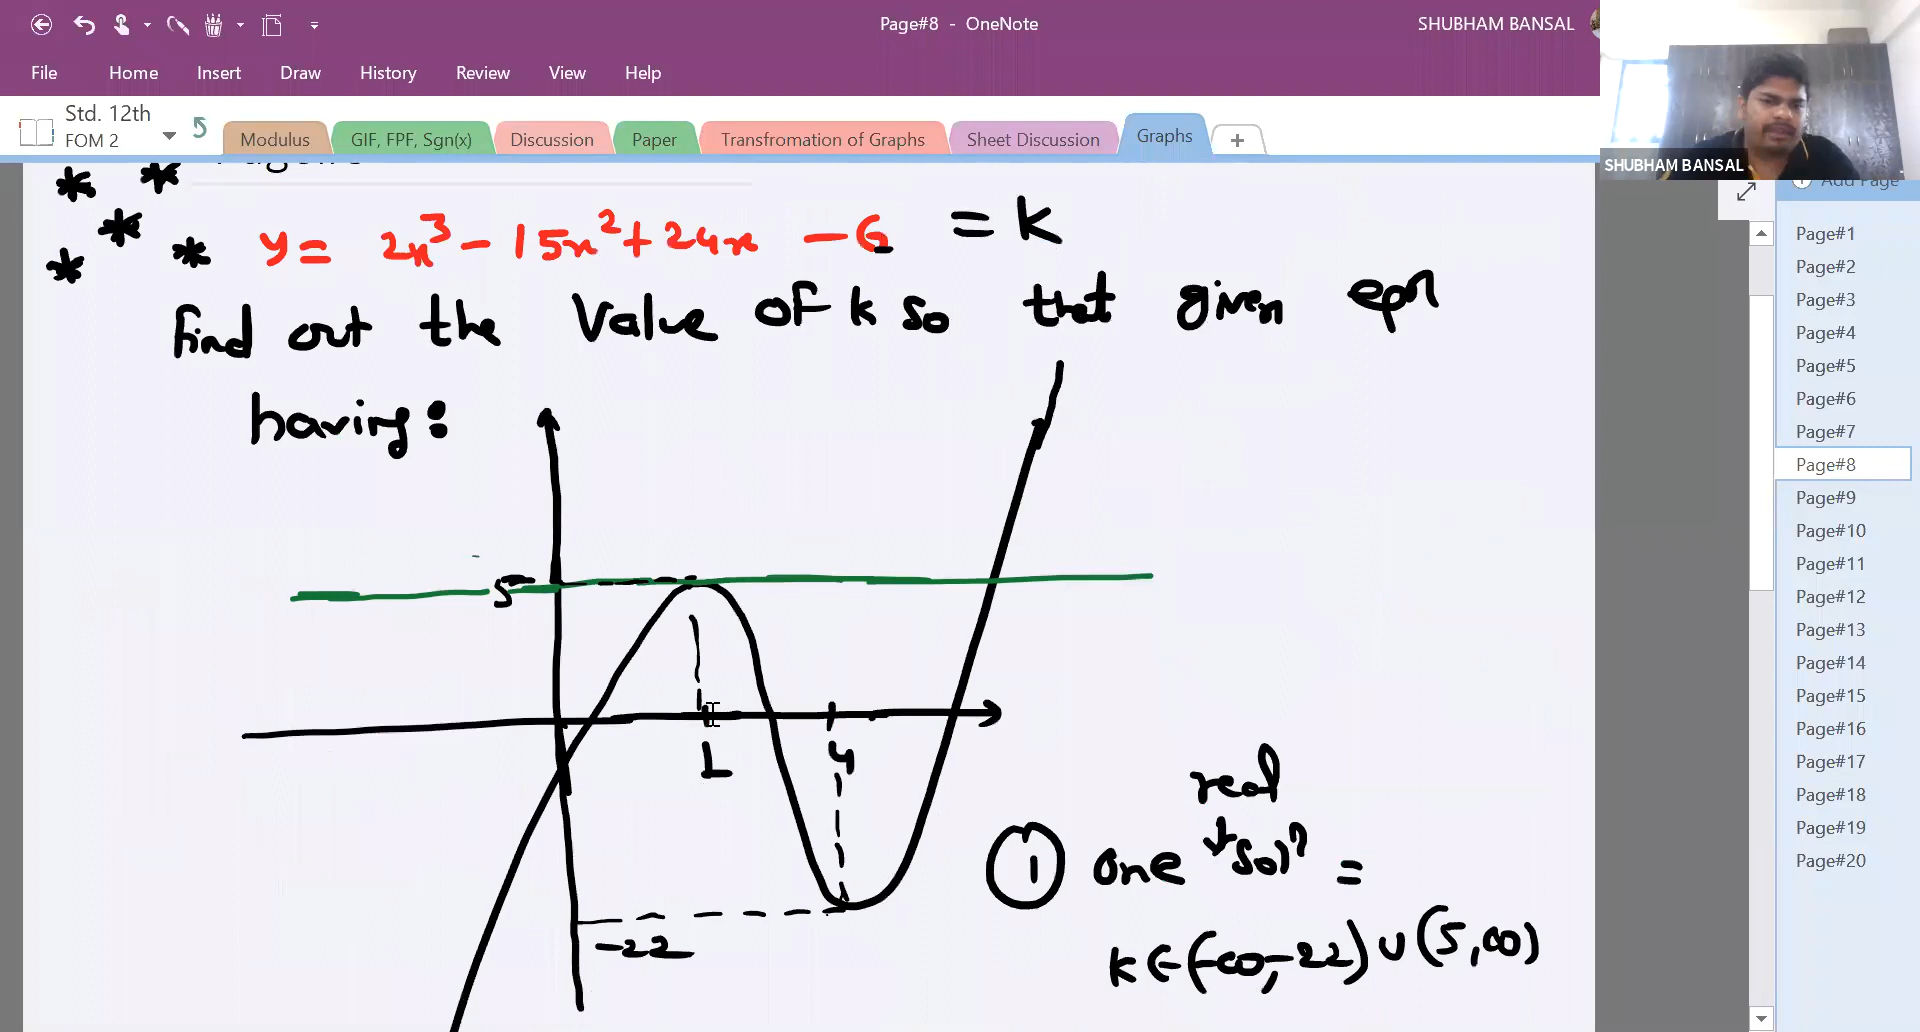 Page#8 - OneNote
SHUBHAM BANSAL
File Home Insert Draw History Review View Help
Std. 12th
FOM 2
Modulus GIF, FPF, Sgn(x) Discussion Paper Transfromation of Graphs Sheet Discussion Graphs +
SHUBHAM BANSAL
Add Page
y = 2x³ - 15x² + 24x - 6 = k
find out the value of k so that given eqn
having:
5
1
4
-22
real
① one soln =
k ∈ (-∞, -22) ∪ (5, ∞)
Page#1
Page#2
Page#3
Page#4
Page#5
Page#6
Page#7
Page#8
Page#9
Page#10
Page#11
Page#12
Page#13
Page#14
Page#15
Page#16
Page#17
Page#18
Page#19
Page#20